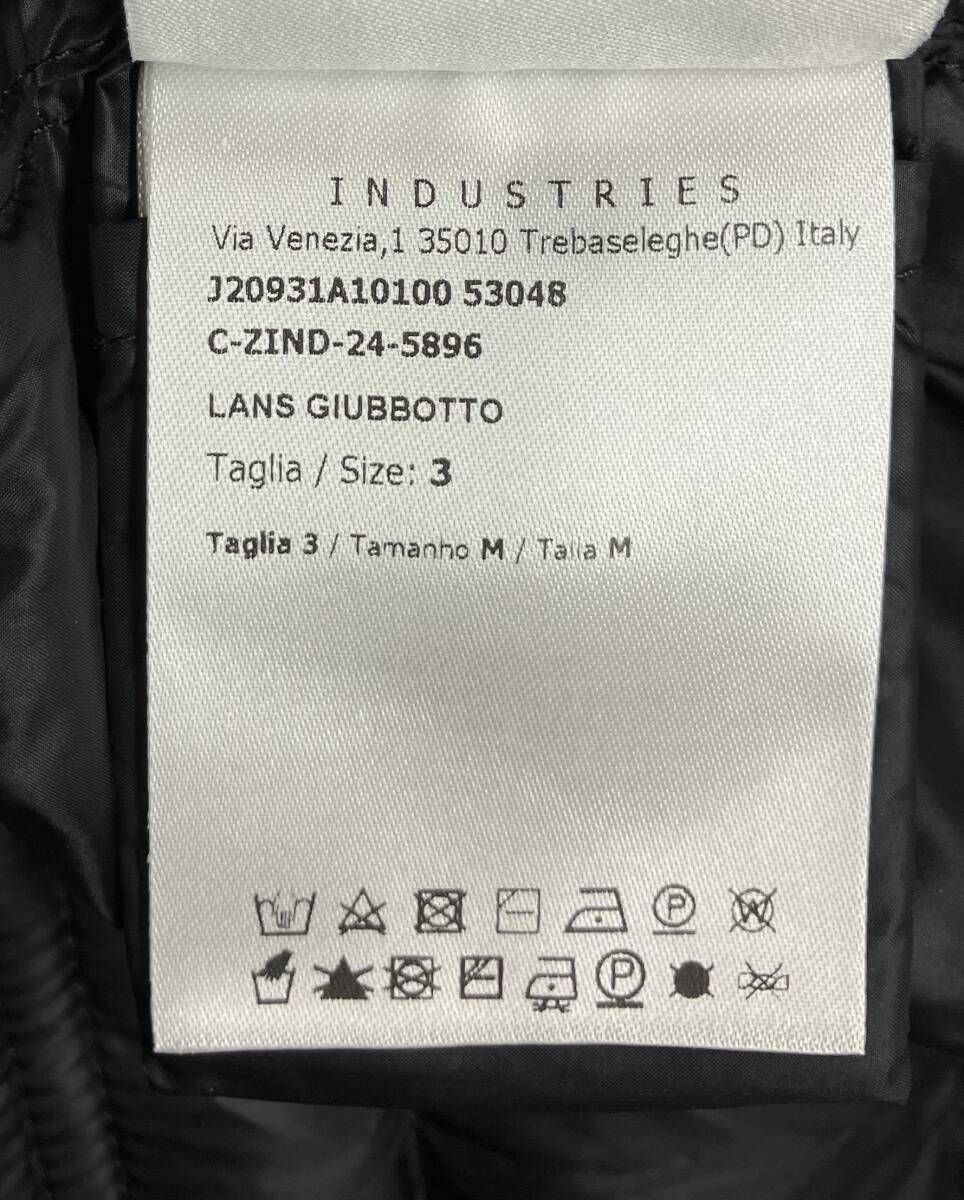 INDUSTRIES
Via Venezia,1 35010 Trebaseleghe(PD) Italy
J20931A10100 53048
C-ZIND-24-5896
LANS GIUBBOTTO
Taglia / Size: 3
Taglia 3 / Tamanho M / Talla M
P W
P